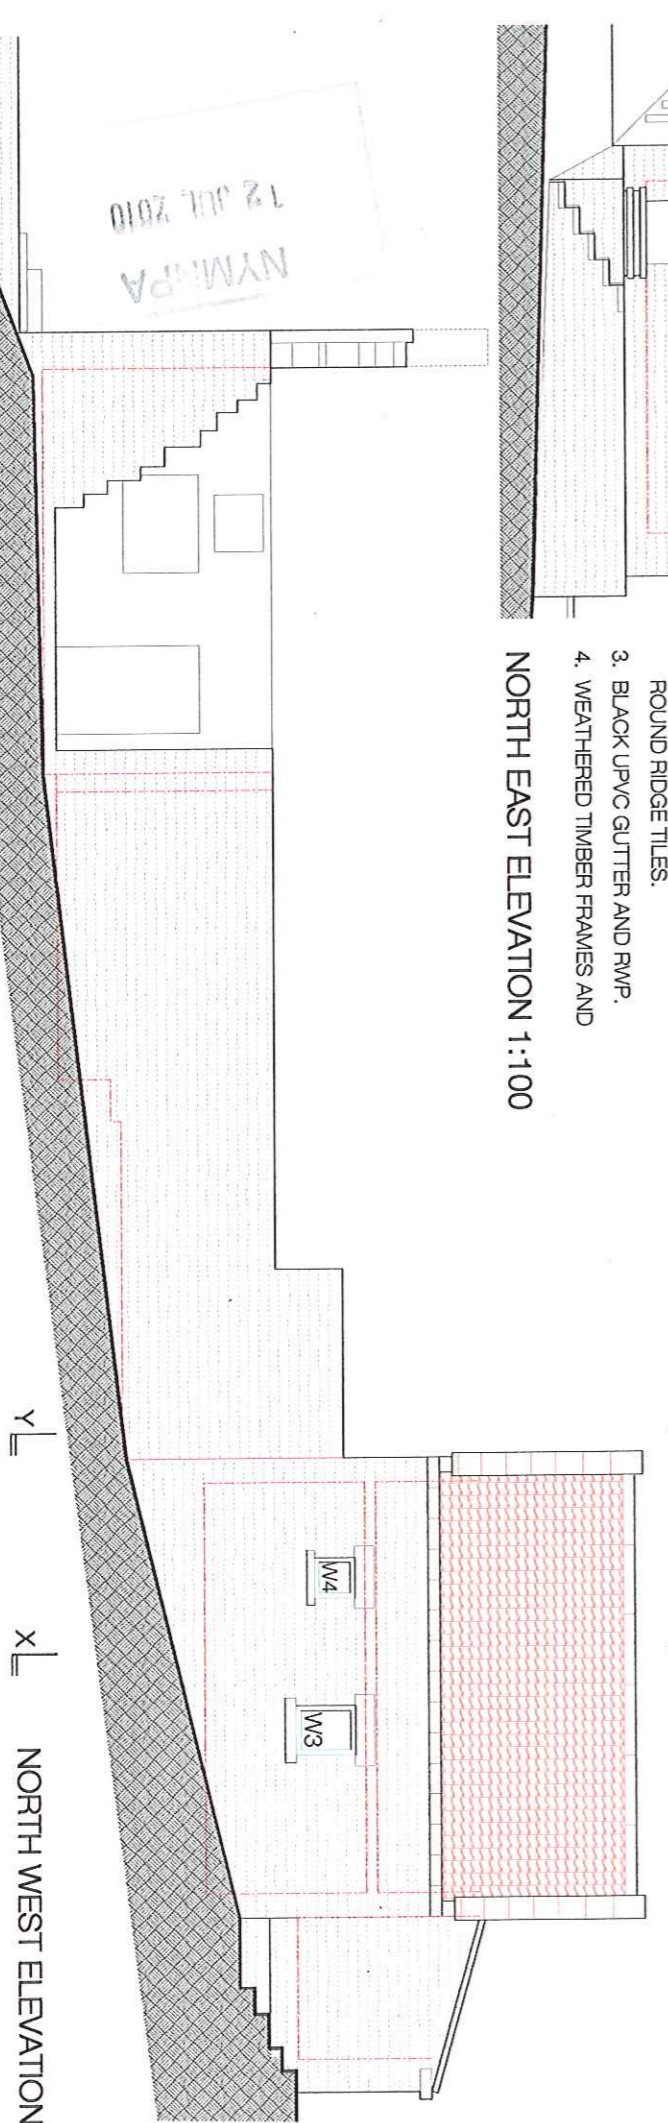 ROUND RIDGE TILES.
3. BLACK UPVC GUTTER AND RWP.
4. WEATHERED TIMBER FRAMES AND
NORTH EAST ELEVATION 1:100
NYMNPA
12 JUL 2010
W4
W3
Y
X
NORTH WEST ELEVATION